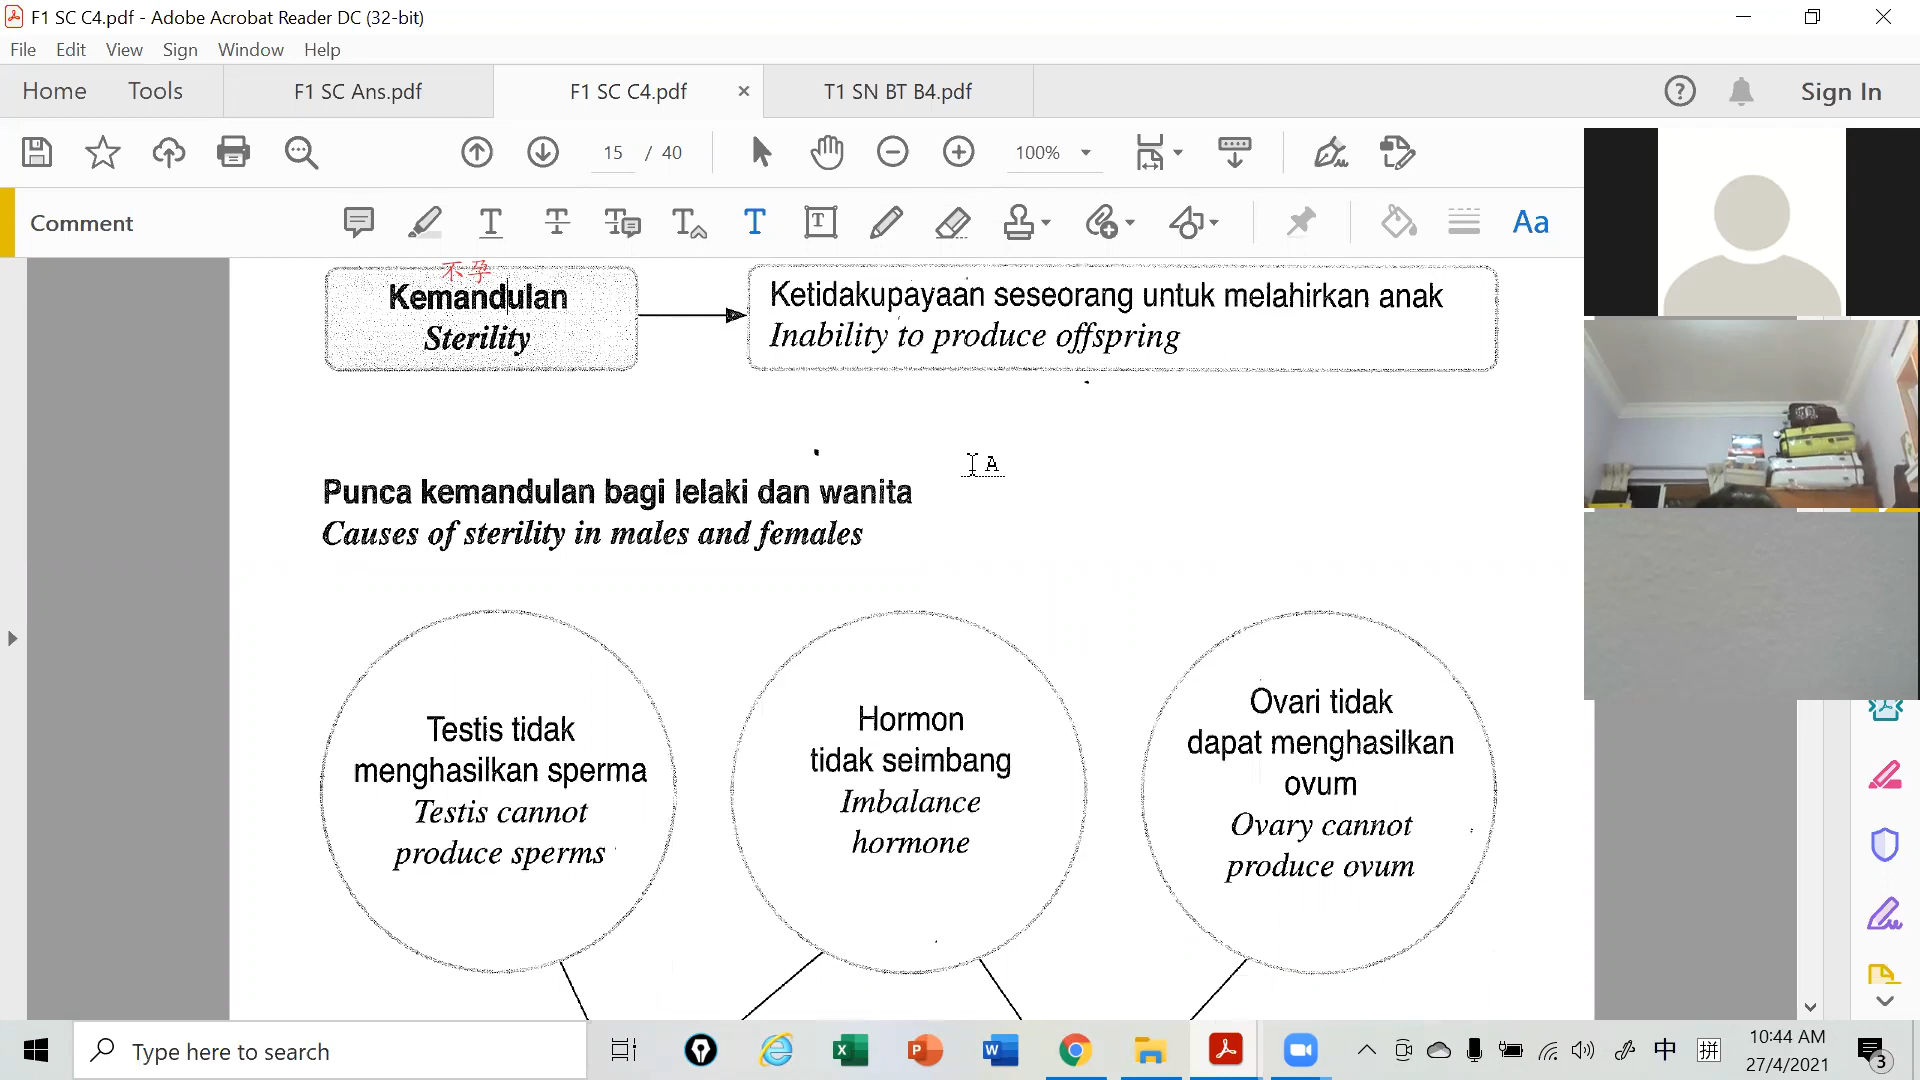 F1 SC C4.pdf - Adobe Acrobat Reader DC (32-bit)
File Edit View Sign Window Help
Home Tools F1 SC Ans.pdf F1 SC C4.pdf × T1 SN BT B4.pdf Sign In
15 / 40 100%
Comment
Aa
不孕
Kemandulan
Sterility
Ketidakupayaan seseorang untuk melahirkan anak
Inability to produce offspring
A
Punca kemandulan bagi lelaki dan wanita
Causes of sterility in males and females
Testis tidak
menghasilkan sperma
Testis cannot
produce sperms
Hormon
tidak seimbang
Imbalance
hormone
Ovari tidak
dapat menghasilkan
ovum
Ovary cannot
produce ovum
Type here to search
中
拼
10:44 AM
27/4/2021
3